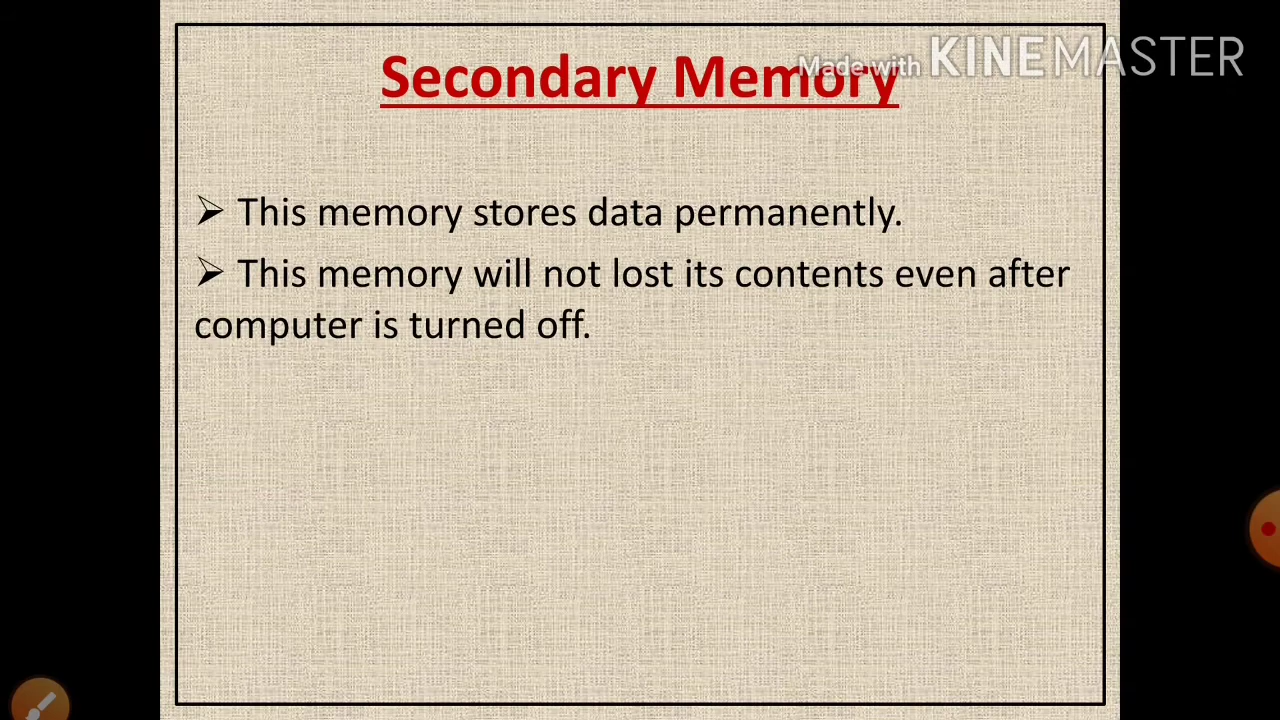 Secondary Memory
Made with KINEMASTER
➢ This memory stores data permanently.
➢ This memory will not lost its contents even after
computer is turned off.